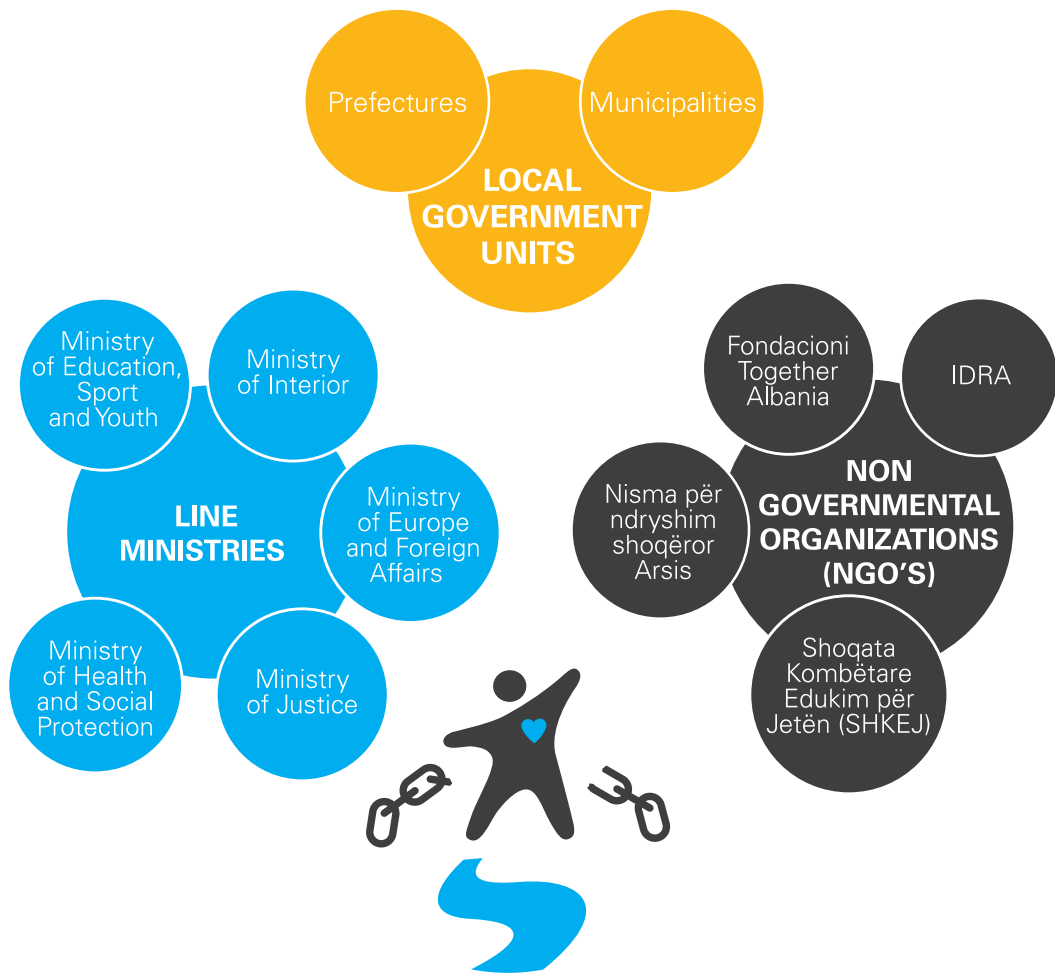 Prefectures
Municipalities
LOCAL
GOVERNMENT
UNITS
Ministry
of Education,
Sport
and Youth
Ministry
of Interior
LINE
MINISTRIES
Ministry
of Europe
and Foreign
Affairs
Ministry
of Health
and Social
Protection
Ministry
of Justice
Fondacioni
Together
Albania
IDRA
Nisma për
ndryshim
shoqëror
Arsis
NON
GOVERNMENTAL
ORGANIZATIONS
(NGO'S)
Shoqata
Kombëtare
Edukim për
Jetën (SHKEJ)